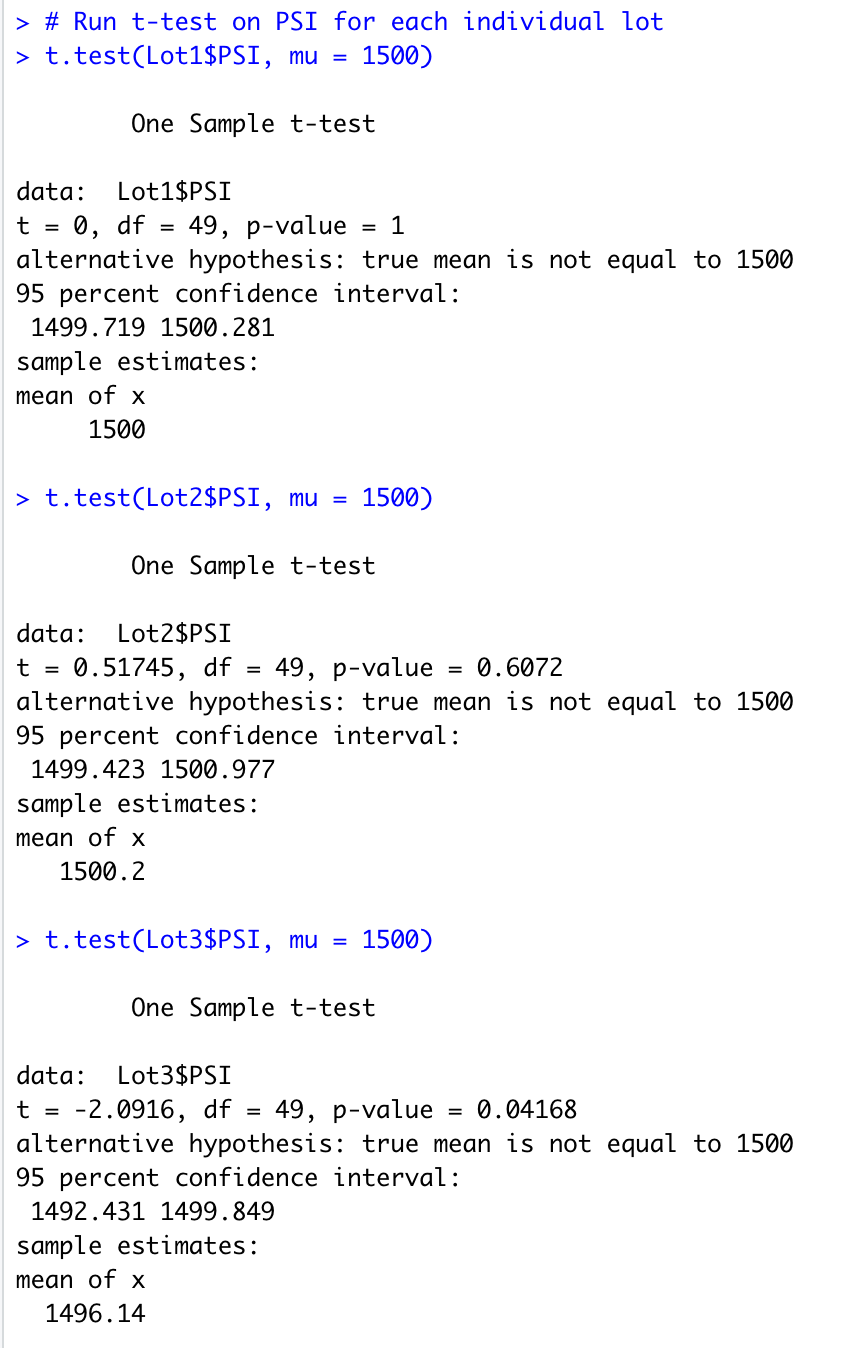 > # Run t-test on PSI for each individual lot
> t.test(Lot1$PSI, mu = 1500)
One Sample t-test
data:  Lot1$PSI
t = 0, df = 49, p-value = 1
alternative hypothesis: true mean is not equal to 1500
95 percent confidence interval:
1499.719 1500.281
sample estimates:
mean of x
1500
> t.test(Lot2$PSI, mu = 1500)
One Sample t-test
data:  Lot2$PSI
t = 0.51745, df = 49, p-value = 0.6072
alternative hypothesis: true mean is not equal to 1500
95 percent confidence interval:
1499.423 1500.977
sample estimates:
mean of x
1500.2
> t.test(Lot3$PSI, mu = 1500)
One Sample t-test
data:  Lot3$PSI
t = -2.0916, df = 49, p-value = 0.04168
alternative hypothesis: true mean is not equal to 1500
95 percent confidence interval:
1492.431 1499.849
sample estimates:
mean of x
1496.14